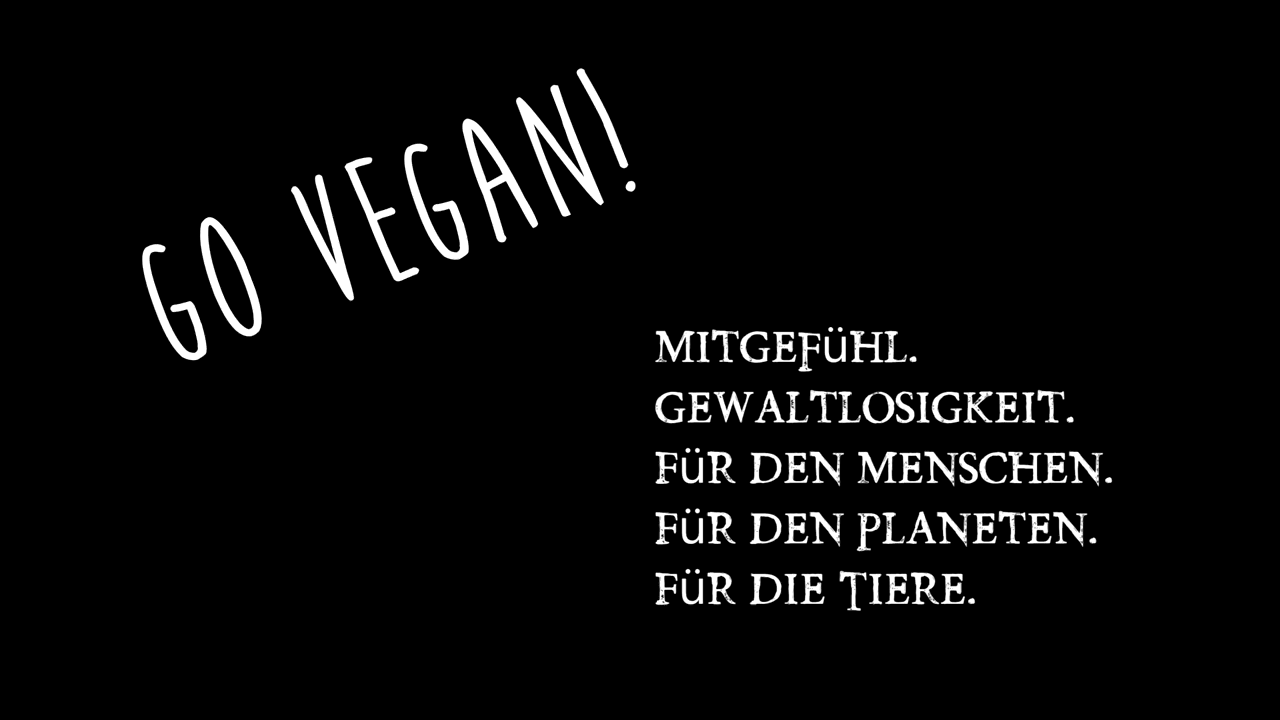 GO VEGAN!
MITGEFÜHL.
GEWALTLOSIGKEIT.
FÜR DEN MENSCHEN.
FÜR DEN PLANETEN.
FÜR DIE TIERE.